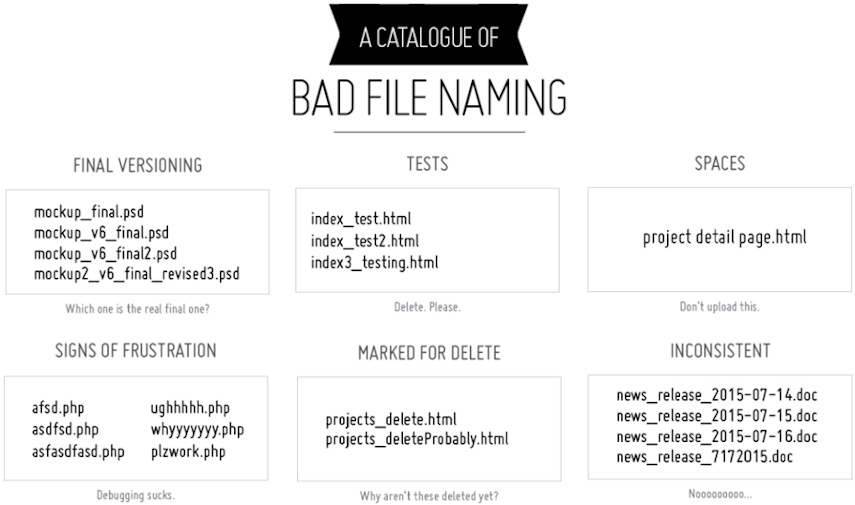 A CATALOGUE OF
BAD FILE NAMING
FINAL VERSIONING
mockup_final.psd
mockup_v6_final.psd
mockup_v6_final2.psd
mockup2_v6_final_revised3.psd
Which one is the real final one?
TESTS
index_test.html
index_test2.html
index3_testing.html
Delete. Please.
SPACES
project detail page.html
Don't upload this.
SIGNS OF FRUSTRATION
afsd.php
asdfsd.php
asfasdfasd.php
ughhhhh.php
whyyyyyyy.php
plzwork.php
Debugging sucks.
MARKED FOR DELETE
projects_delete.html
projects_deleteProbably.html
Why aren't these deleted yet?
INCONSISTENT
news_release_2015-07-14.doc
news_release_2015-07-15.doc
news_release_2015-07-16.doc
news_release_7172015.doc
Nooooooooo...